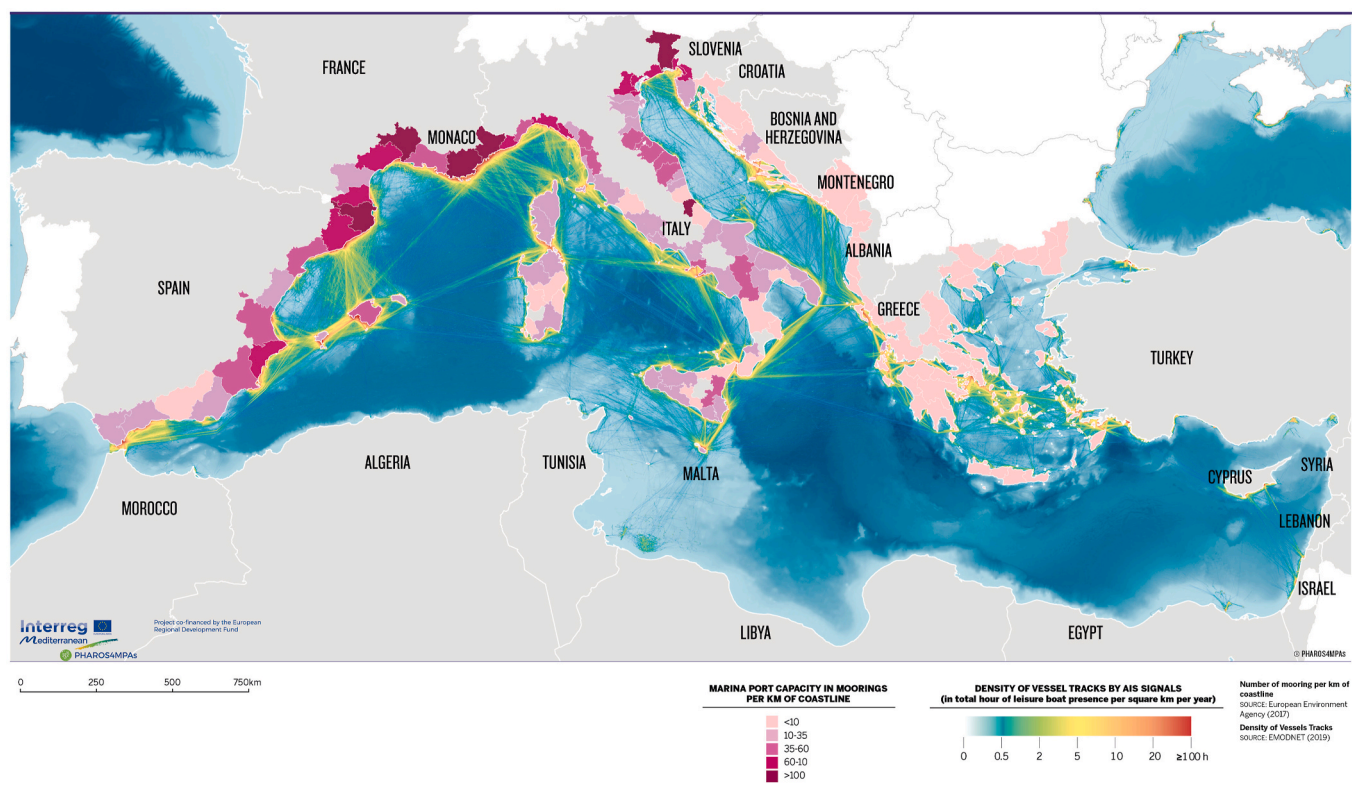 SLOVENIA
FRANCE
CROATIA
BOSNIA AND
HERZEGOVINA
MONACO
MONTENEGRO
ITALY
ALBANIA
SPAIN
GREECE
TURKEY
ALGERIA
TUNISIA
MALTA
CYPRUS
SYRIA
MOROCCO
LEBANON
ISRAEL
LIBYA
EGYPT
Interreg
Mediterranean
PHAROS4MPAs
Project co-financed by the European
Regional Development Fund
© PHAROS4MPAs
0 250 500 750km
MARINA PORT CAPACITY IN MOORINGS
PER KM OF COASTLINE
<10
10-35
35-60
60-10
>100
DENSITY OF VESSEL TRACKS BY AIS SIGNALS
(in total hour of leisure boat presence per square km per year)
0 0.5 2 5 10 20 ≥100 h
Number of mooring per km of
coastline
SOURCE: European Environment
Agency (2017)
Density of Vessels Tracks
SOURCE: EMODNET (2019)